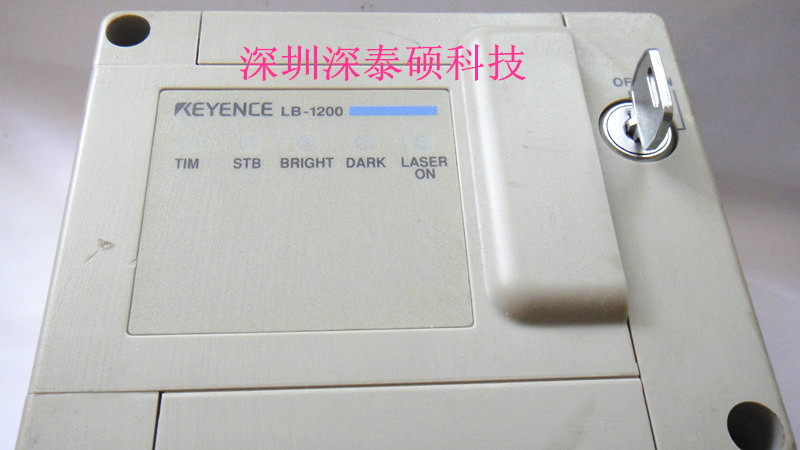 深圳深泰硕科技
KEYENCE LB-1200
TIM STB BRIGHT DARK LASER ON